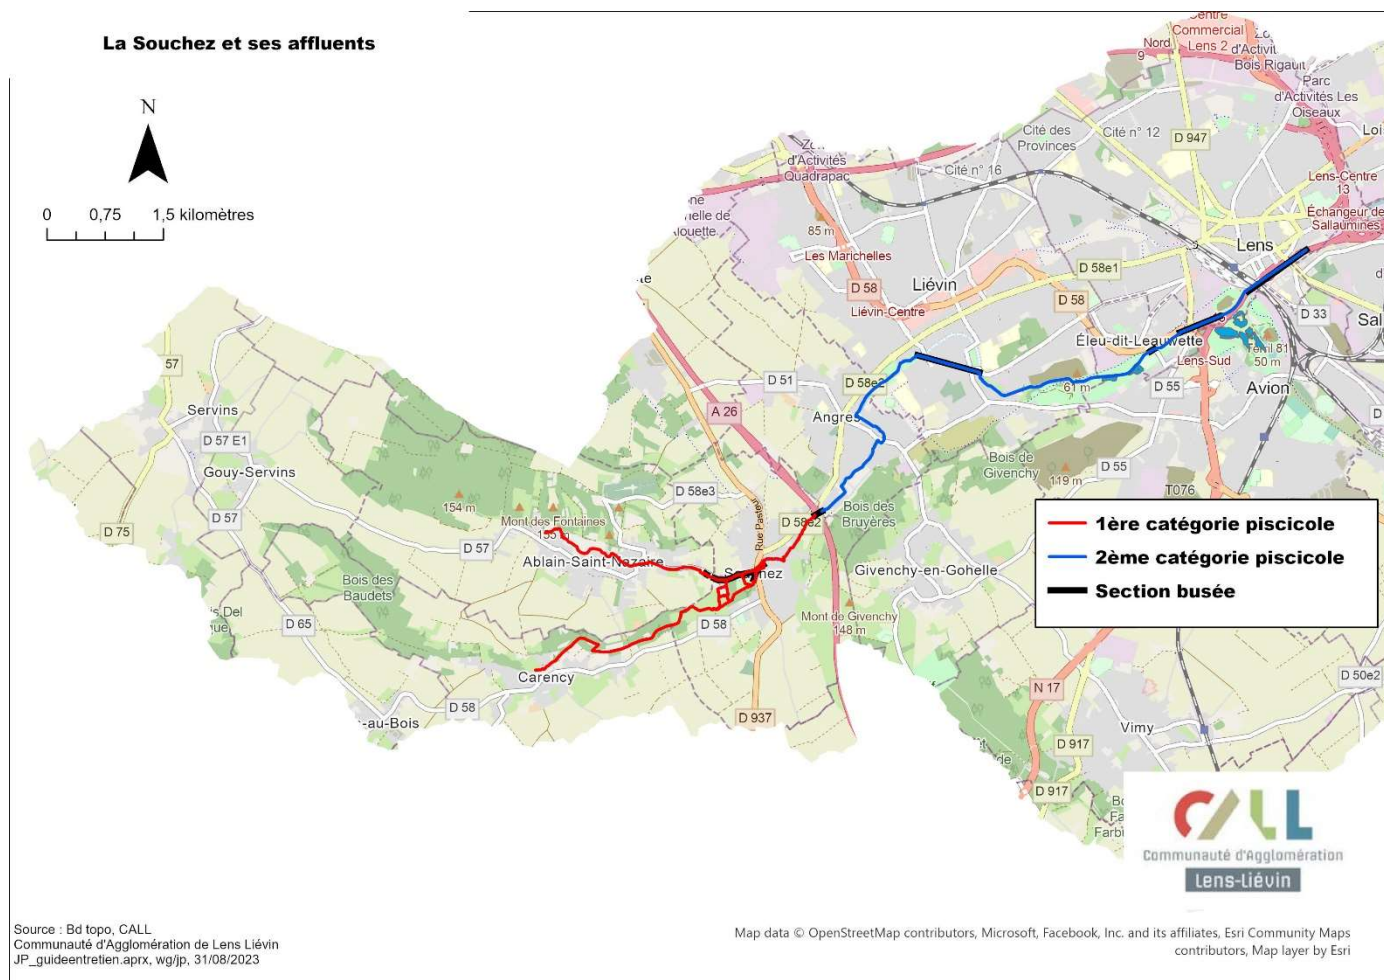 La Souchez et ses affluents
N
0 0,75 1,5 kilomètres
Centre
Commercial
Lens 2
Nord
9
d'Activit
Bois Rigault
Parc
d'Activités Les
Oiseaux
Cité des
Provinces
Cité n° 12
D 947
Loi
d'Activités
Quadrapac
Cité n° 16
Lens-Centre
13
Échangeur de
Sallaumines
85 m
Les Marichelles
Lens
D 58e1
Liévin
D 58
D 58
Liévin-Centre
D 33
Sal
Éleu-dit-Leauwette
Lens-Sud
50 m
57
D 51
D 58e2
61 m
D 55
Avion
Servins
A 26
Angres
D 57 E1
Gouy-Servins
Bois de
Givenchy
D 55
119 m
D 58e3
154 m
T076
D 57
Rue Pasteur
Bois des
Bruyères
D 75
Mont des Fontaines
D 58e2
1ère catégorie piscicole
D 57
Ablain-Saint-Nazaire
2ème catégorie piscicole
Givenchy-en-Gohelle
Bois des
Baudets
Section busée
D 65
D 58
Mont de Givenchy
148 m
Carency
D 50e2
N 17
D 58
-au-Bois
D 937
Vimy
D 917
D 917
CALL
Communauté d'Agglomération
Lens-Liévin
Source : Bd topo, CALL
Communauté d'Agglomération de Lens Liévin
JP_guideentretien.aprx, wg/jp, 31/08/2023
Map data © OpenStreetMap contributors, Microsoft, Facebook, Inc. and its affiliates, Esri Community Maps
contributors, Map layer by Esri